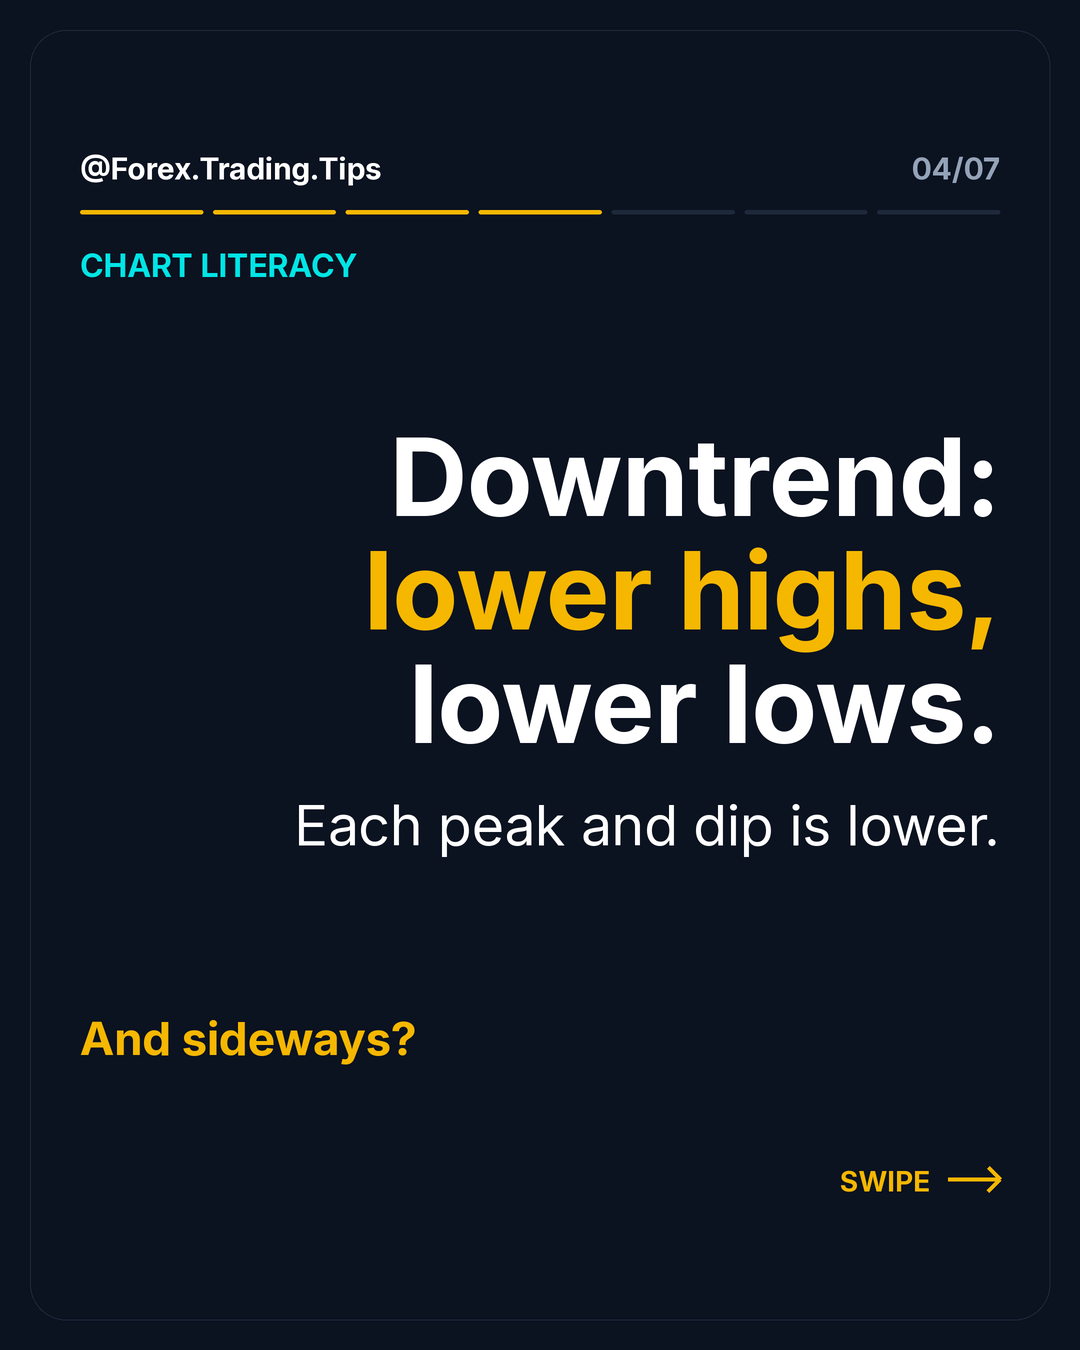 @Forex.Trading.Tips
04/07
CHART LITERACY
Downtrend:
lower highs,
lower lows.
Each peak and dip is lower.
And sideways?
SWIPE